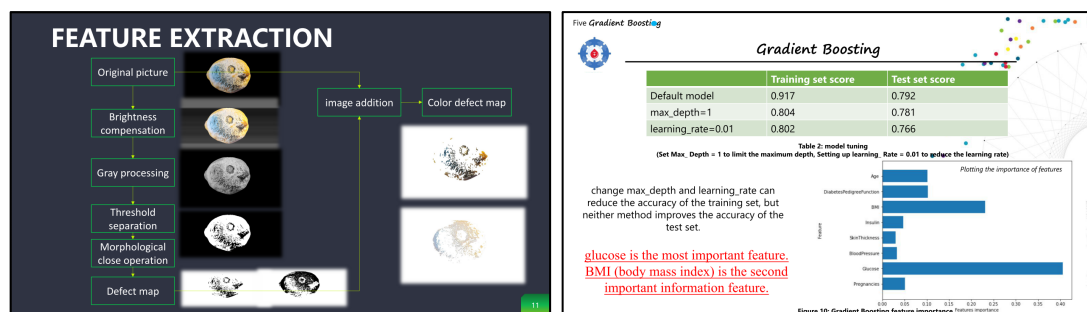 FEATURE EXTRACTION
Original picture
Brightness
compensation
Gray processing
Threshold
separation
Morphological
close operation
Defect map
image addition
Color defect map
11
Five Gradient Boosting
Gradient Boosting
Training set score Test set score
Default model 0.917 0.792
max_depth=1 0.804 0.781
learning_rate=0.01 0.802 0.766
Table 2: model tuning
(Set Max_ Depth = 1 to limit the maximum depth, Setting up learning_ Rate = 0.01 to reduce the learning rate)
change max_depth and learning_rate can
reduce the accuracy of the training set, but
neither method improves the accuracy of the
test set.
glucose is the most important feature.
BMI (body mass index) is the second
important information feature.
Plotting the importance of features
Age
DiabetesPedigreeFunction
BMI
Insulin
SkinThickness
BloodPressure
Glucose
Pregnancies
Feature
0.00 0.05 0.10 0.15 0.20 0.25 0.30 0.35 0.40
Features importance
Figure 10: Gradient Boosting feature importance